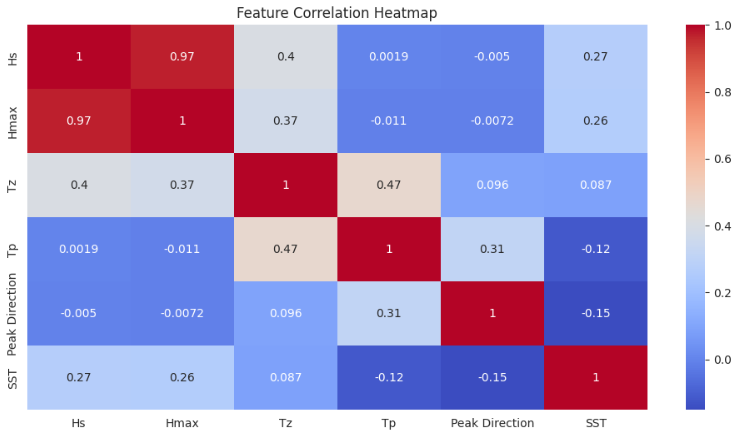 Feature Correlation Heatmap
Hs 1 0.97 0.4 0.0019 -0.005 0.27
Hmax 0.97 1 0.37 -0.011 -0.0072 0.26
Tz 0.4 0.37 1 0.47 0.096 0.087
Tp 0.0019 -0.011 0.47 1 0.31 -0.12
Peak Direction -0.005 -0.0072 0.096 0.31 1 -0.15
SST 0.27 0.26 0.087 -0.12 -0.15 1
Hs Hmax Tz Tp Peak Direction SST
1.0
0.8
0.6
0.4
0.2
0.0